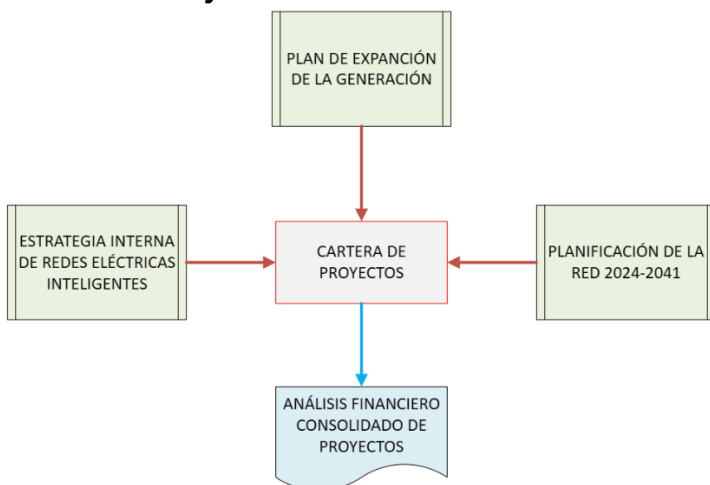 PLAN DE EXPANCIÓN
DE LA GENERACIÓN
ESTRATEGIA INTERNA
DE REDES ELÉCTRICAS
INTELIGENTES
CARTERA DE
PROYECTOS
PLANIFICACIÓN DE LA
RED 2024-2041
ANÁLISIS FINANCIERO
CONSOLIDADO DE
PROYECTOS